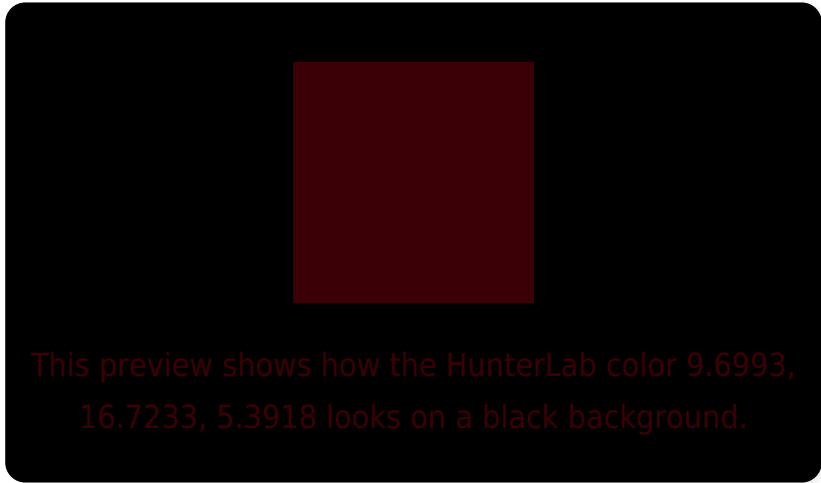 This preview shows how the HunterLab color 9.6993,
16.7233, 5.3918 looks on a black background.